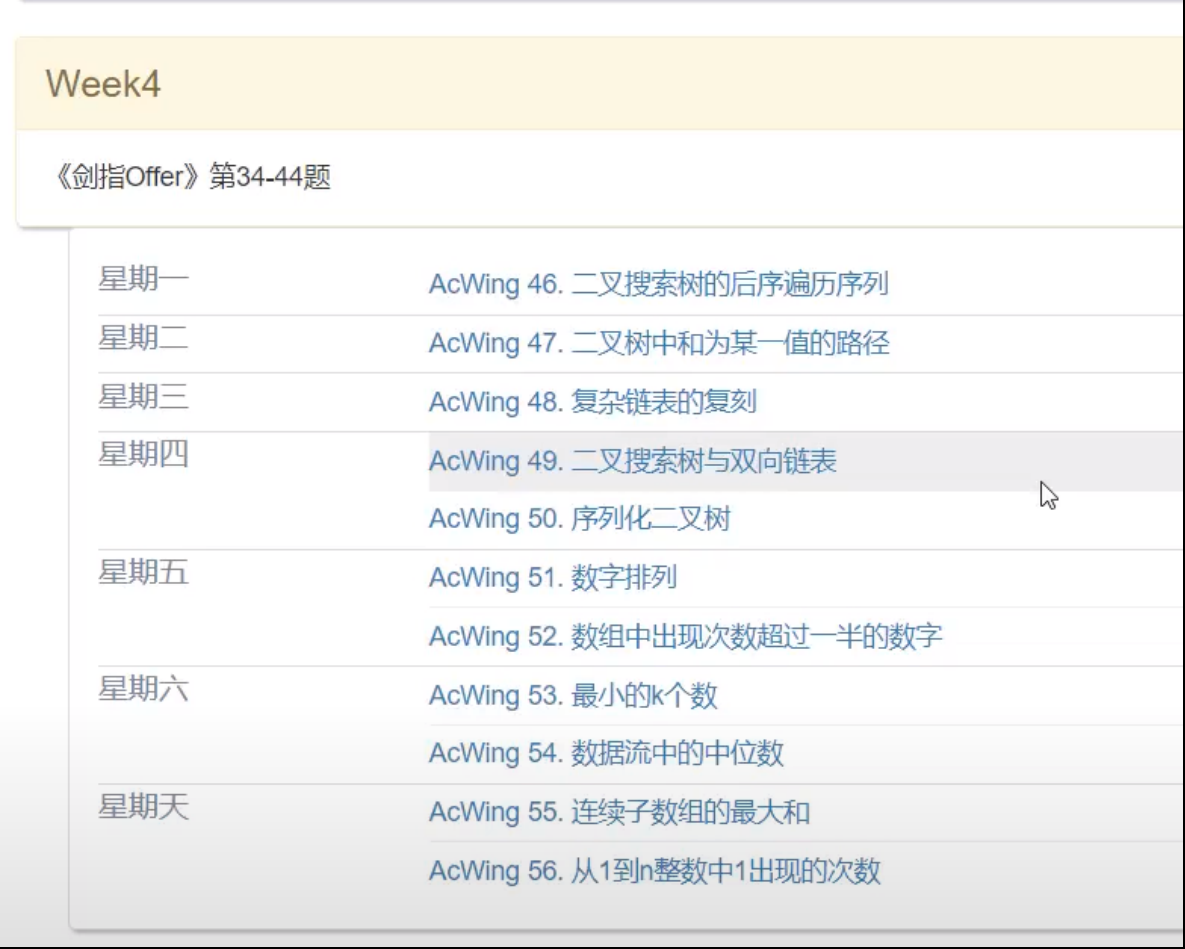 Week4
《剑指Offer》第34-44题
星期一 AcWing 46. 二叉搜索树的后序遍历序列
星期二 AcWing 47. 二叉树中和为某一值的路径
星期三 AcWing 48. 复杂链表的复刻
星期四 AcWing 49. 二叉搜索树与双向链表
AcWing 50. 序列化二叉树
星期五 AcWing 51. 数字排列
AcWing 52. 数组中出现次数超过一半的数字
星期六 AcWing 53. 最小的k个数
AcWing 54. 数据流中的中位数
星期天 AcWing 55. 连续子数组的最大和
AcWing 56. 从1到n整数中1出现的次数